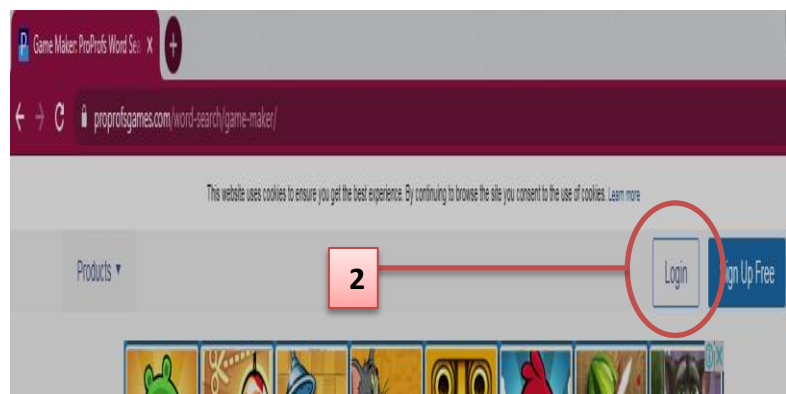 Game Maker: ProProfs Word Sea
proprofsgames.com/word-search/game-maker/
This website uses cookies to ensure you get the best experience. By continuing to browse the site you consent to the use of cookies. Learn more
Products
2
Login
Sign Up Free